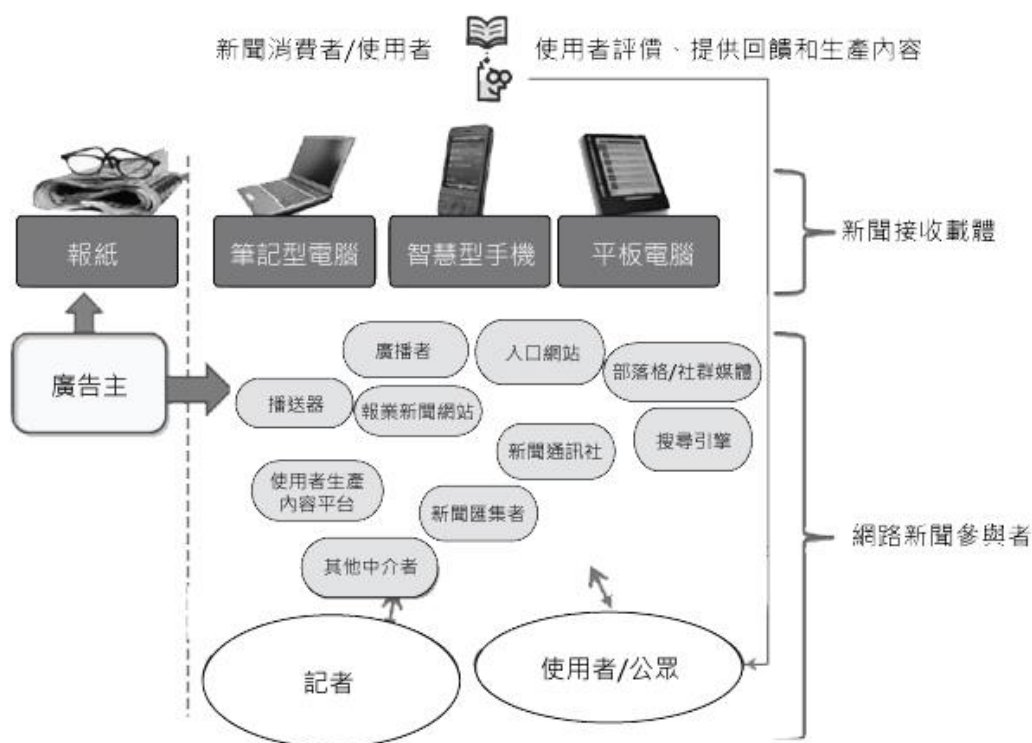 新聞消費者/使用者
使用者評價、提供回饋和生產內容
報紙
筆記型電腦
智慧型手機
平板電腦
新聞接收載體
廣告主
廣播者
入口網站
部落格/社群媒體
播送器
報業新聞網站
搜尋引擎
新聞通訊社
使用者生產
內容平台
新聞匯集者
其他中介者
網路新聞參與者
記者
使用者/公眾